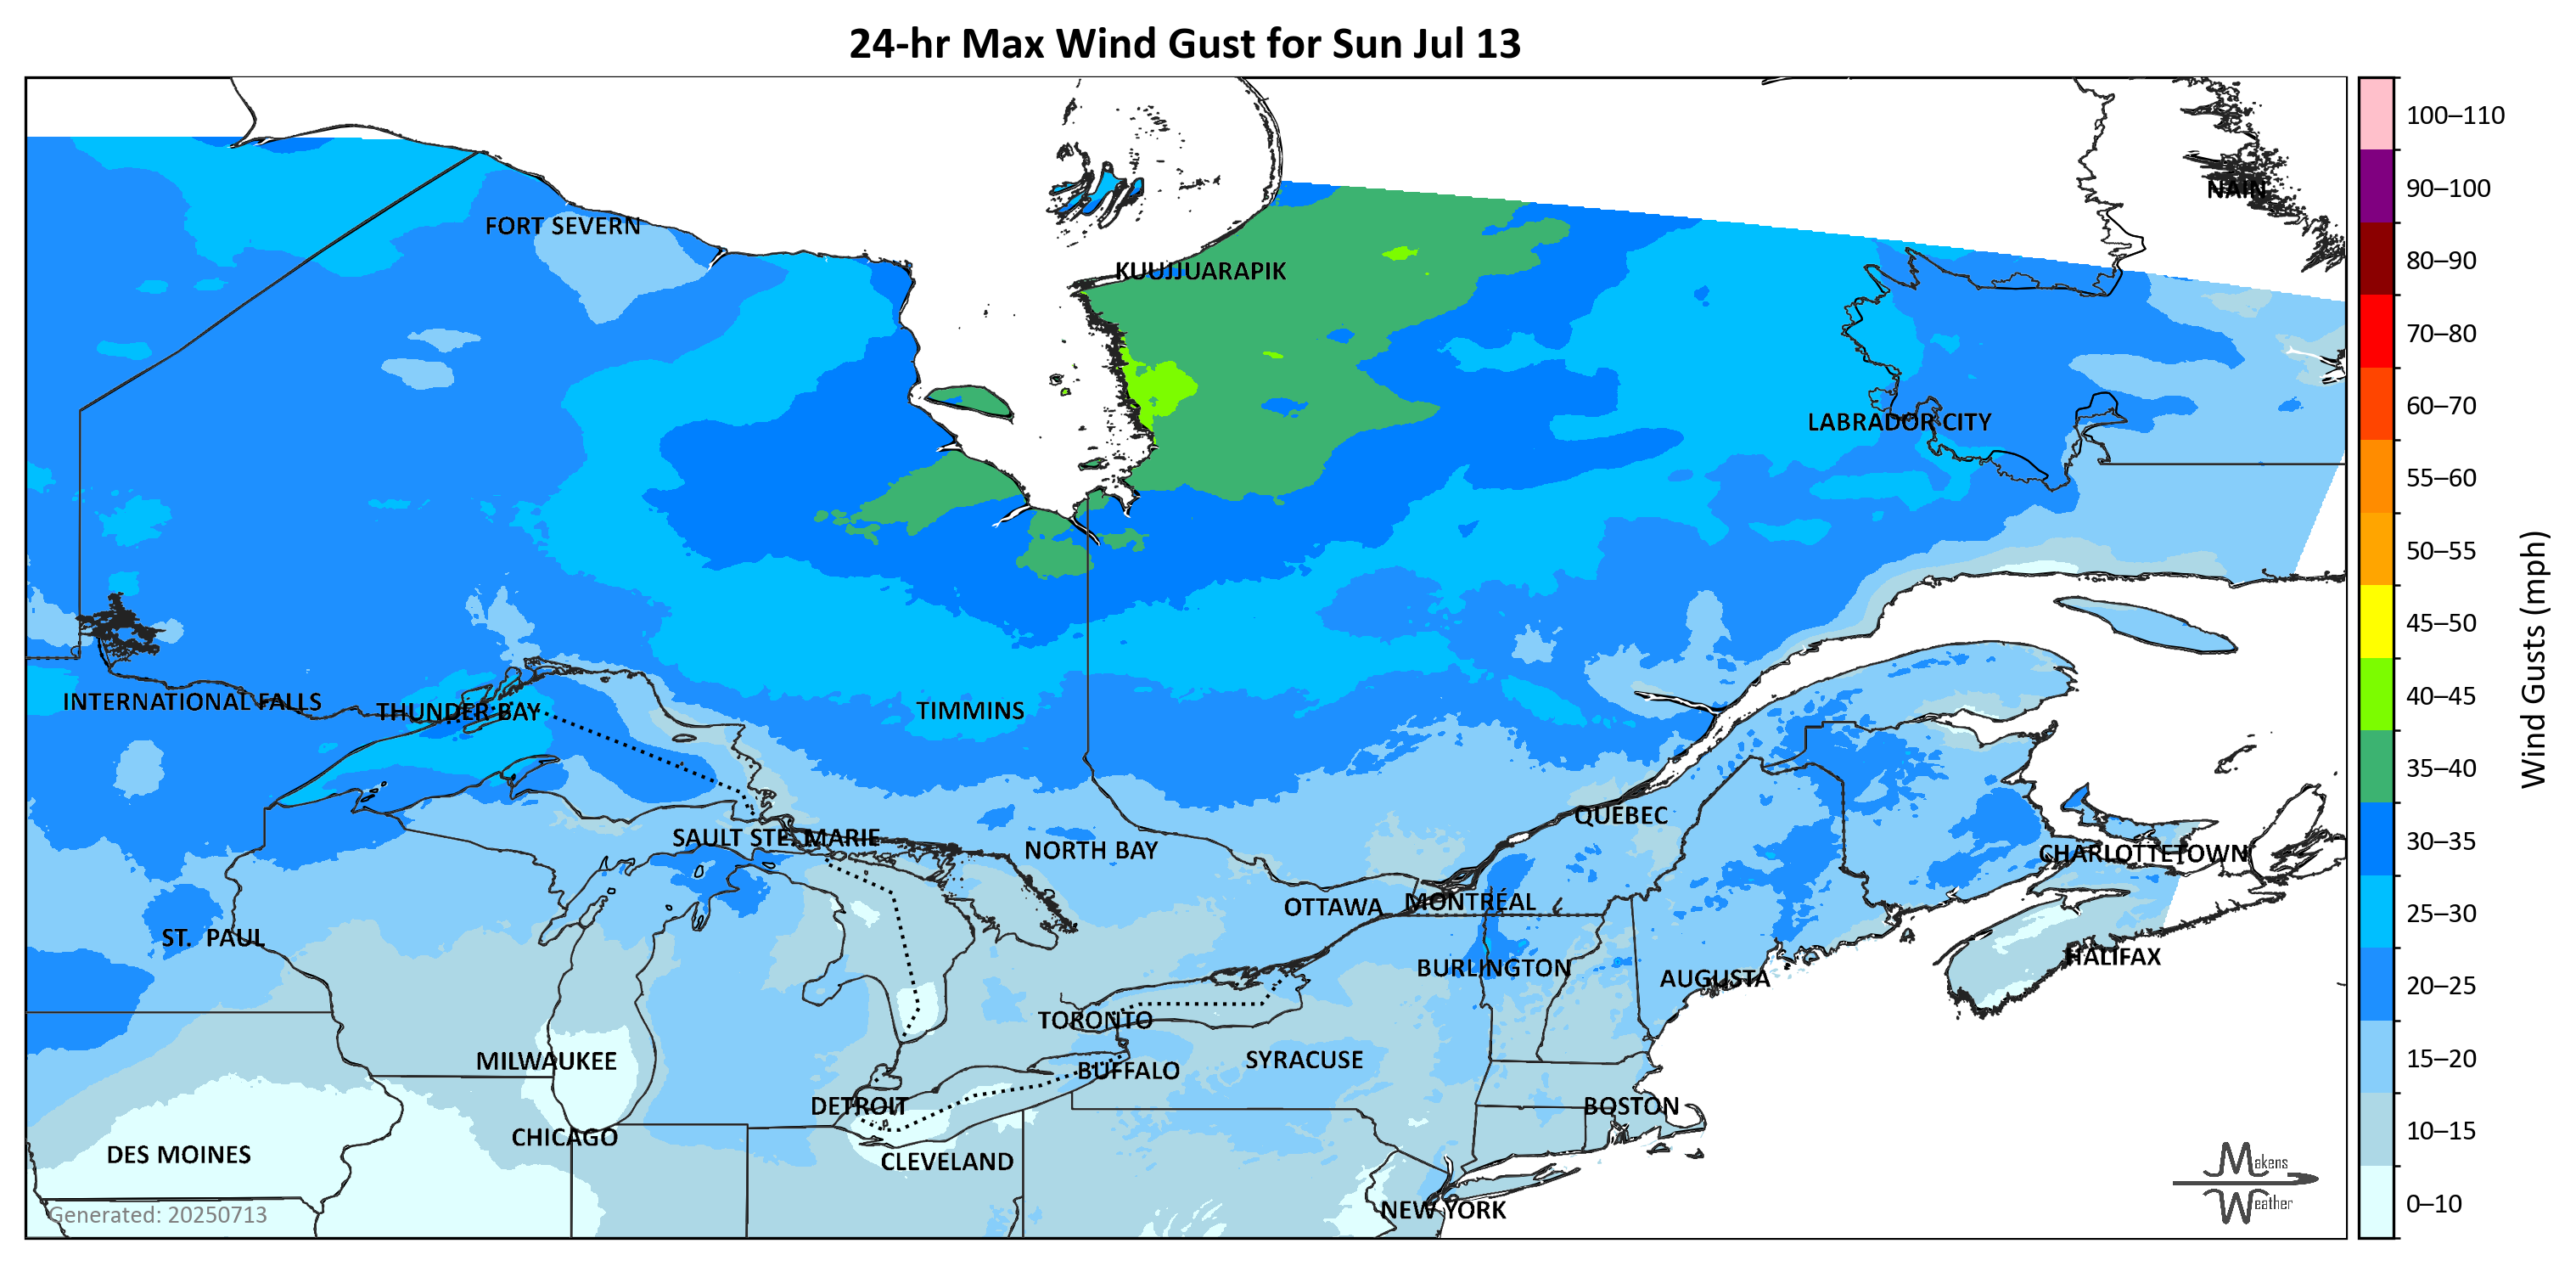 24-hr Max Wind Gust for Sun Jul 13
100–110
90–100
80–90
70–80
60–70
55–60
50–55
45–50
40–45
35–40
30–35
25–30
20–25
15–20
10–15
0–10
Wind Gusts (mph)
NAIN
FORT SEVERN
KUUJJUARAPIK
LABRADOR CITY
INTERNATIONAL FALLS
THUNDER BAY
TIMMINS
QUEBEC
SAULT STE. MARIE
NORTH BAY
CHARLOTTETOWN
OTTAWA
MONTRÉAL
ST. PAUL
HALIFAX
BURLINGTON
AUGUSTA
TORONTO
MILWAUKEE
SYRACUSE
BUFFALO
DETROIT
BOSTON
CHICAGO
DES MOINES
CLEVELAND
NEW YORK
Generated: 20250713
Makens
Weather